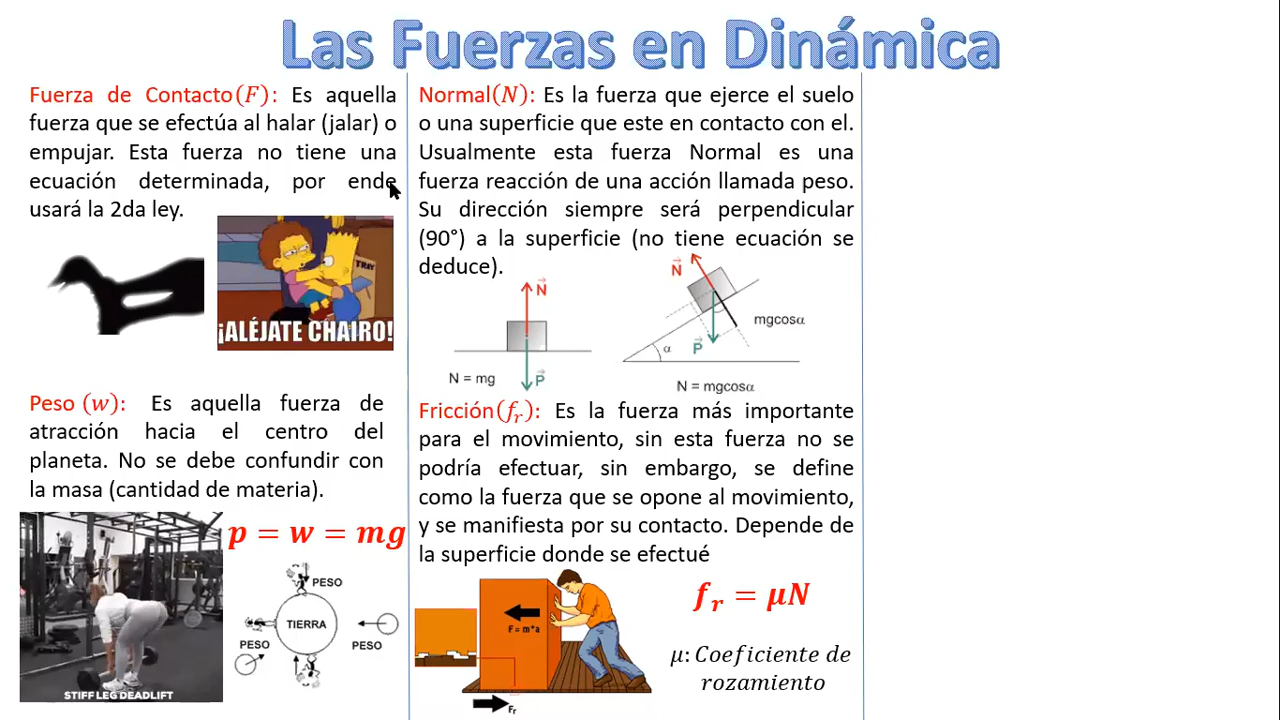 Las Fuerzas en Dinámica
Fuerza de Contacto(F): Es aquella
fuerza que se efectúa al halar (jalar) o
empujar. Esta fuerza no tiene una
ecuación determinada, por ende
usará la 2da ley.
TRAY
¡ALÉJATE CHAIRO!
Peso (w): Es aquella fuerza de
atracción hacia el centro del
planeta. No se debe confundir con
la masa (cantidad de materia).
STIFF LEG DEADLIFT
p = w = mg
PESO
TIERRA
PESO
PESO
Normal(N): Es la fuerza que ejerce el suelo
o una superficie que este en contacto con el.
Usualmente esta fuerza Normal es una
fuerza reacción de una acción llamada peso.
Su dirección siempre será perpendicular
(90°) a la superficie (no tiene ecuación se
deduce).
N
P
N = mg
N
mgcosα
α
P
N = mgcosα
Fricción(fr): Es la fuerza más importante
para el movimiento, sin esta fuerza no se
podría efectuar, sin embargo, se define
como la fuerza que se opone al movimiento,
y se manifiesta por su contacto. Depende de
la superficie donde se efectué
F = m*a
Fr
fr = μN
μ: Coeficiente de
rozamiento